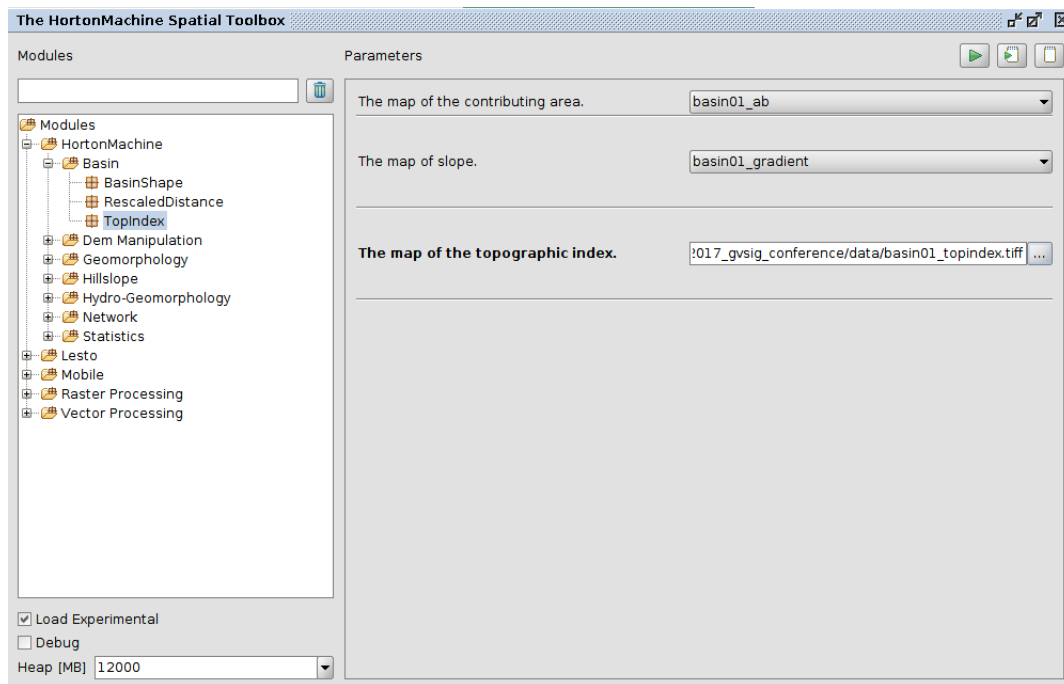 The HortonMachine Spatial Toolbox
Modules
Parameters
The map of the contributing area.
basin01_ab
The map of slope.
basin01_gradient
The map of the topographic index.
2017_gvsig_conference/data/basin01_topindex.tiff
...
Modules
HortonMachine
Basin
BasinShape
RescaledDistance
TopIndex
Dem Manipulation
Geomorphology
Hillslope
Hydro-Geomorphology
Network
Statistics
Lesto
Mobile
Raster Processing
Vector Processing
Load Experimental
Debug
Heap [MB] 12000